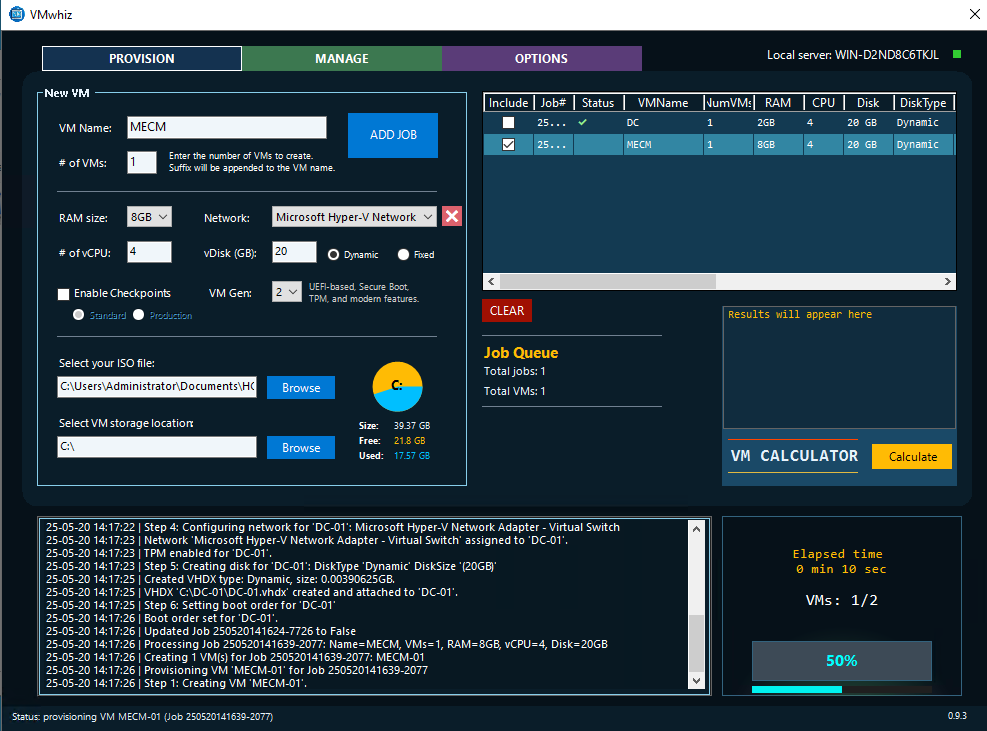 VMwhiz
PROVISION MANAGE OPTIONS
Local server: WIN-D2ND8C6TKJL
New VM
VM Name: MECM
ADD JOB
# of VMs: 1
Enter the number of VMs to create.
Suffix will be appended to the VM name.
RAM size: 8GB
Network: Microsoft Hyper-V Network
# of vCPU: 4
vDisk (GB): 20
Dynamic Fixed
Enable Checkpoints
VM Gen: 2
UEFI-based, Secure Boot,
TPM, and modern features.
Standard Production
Select your ISO file:
C:\Users\Administrator\Documents\HC
Browse
Select VM storage location:
C:\
Browse
C:
Size: 39.37 GB
Free: 21.8 GB
Used: 17.57 GB
Include Job# Status VMName NumVMs RAM CPU Disk DiskType
25... DC 1 2GB 4 20 GB Dynamic
25... MECM 1 8GB 4 20 GB Dynamic
CLEAR
Job Queue
Total jobs: 1
Total VMs: 1
Results will appear here
VM CALCULATOR
Calculate
25-05-20 14:17:22 | Step 4: Configuring network for 'DC-01': Microsoft Hyper-V Network Adapter - Virtual Switch
25-05-20 14:17:23 | Network 'Microsoft Hyper-V Network Adapter - Virtual Switch' assigned to 'DC-01'.
25-05-20 14:17:23 | TPM enabled for 'DC-01'.
25-05-20 14:17:23 | Step 5: Creating disk for 'DC-01': DiskType 'Dynamic' DiskSize '(20GB)'
25-05-20 14:17:25 | Created VHDX type: Dynamic, size: 0.00390625GB.
25-05-20 14:17:25 | VHDX 'C:\DC-01\DC-01.vhdx' created and attached to 'DC-01'.
25-05-20 14:17:25 | Step 6: Setting boot order for 'DC-01'
25-05-20 14:17:26 | Boot order set for 'DC-01'.
25-05-20 14:17:26 | Updated Job 250520141624-7726 to False
25-05-20 14:17:26 | Processing Job 250520141639-2077: Name=MECM, VMs=1, RAM=8GB, vCPU=4, Disk=20GB
25-05-20 14:17:26 | Creating 1 VM(s) for Job 250520141639-2077: MECM-01
25-05-20 14:17:26 | Provisioning VM 'MECM-01' for Job 250520141639-2077
25-05-20 14:17:26 | Step 1: Creating VM 'MECM-01'.
Elapsed time
0 min 10 sec
VMs: 1/2
50%
Status: provisioning VM MECM-01 (Job 250520141639-2077)
0.9.3